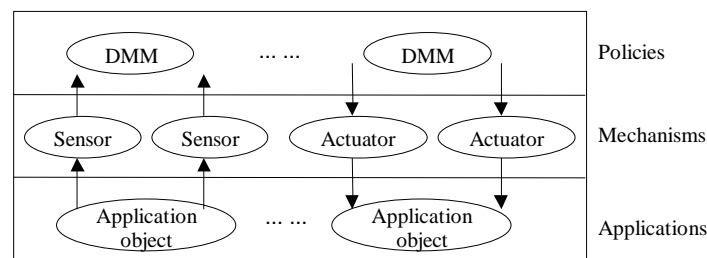 DMM ... ... DMM Policies
Sensor Sensor Actuator Actuator Mechanisms
Application object ... ... Application object Applications